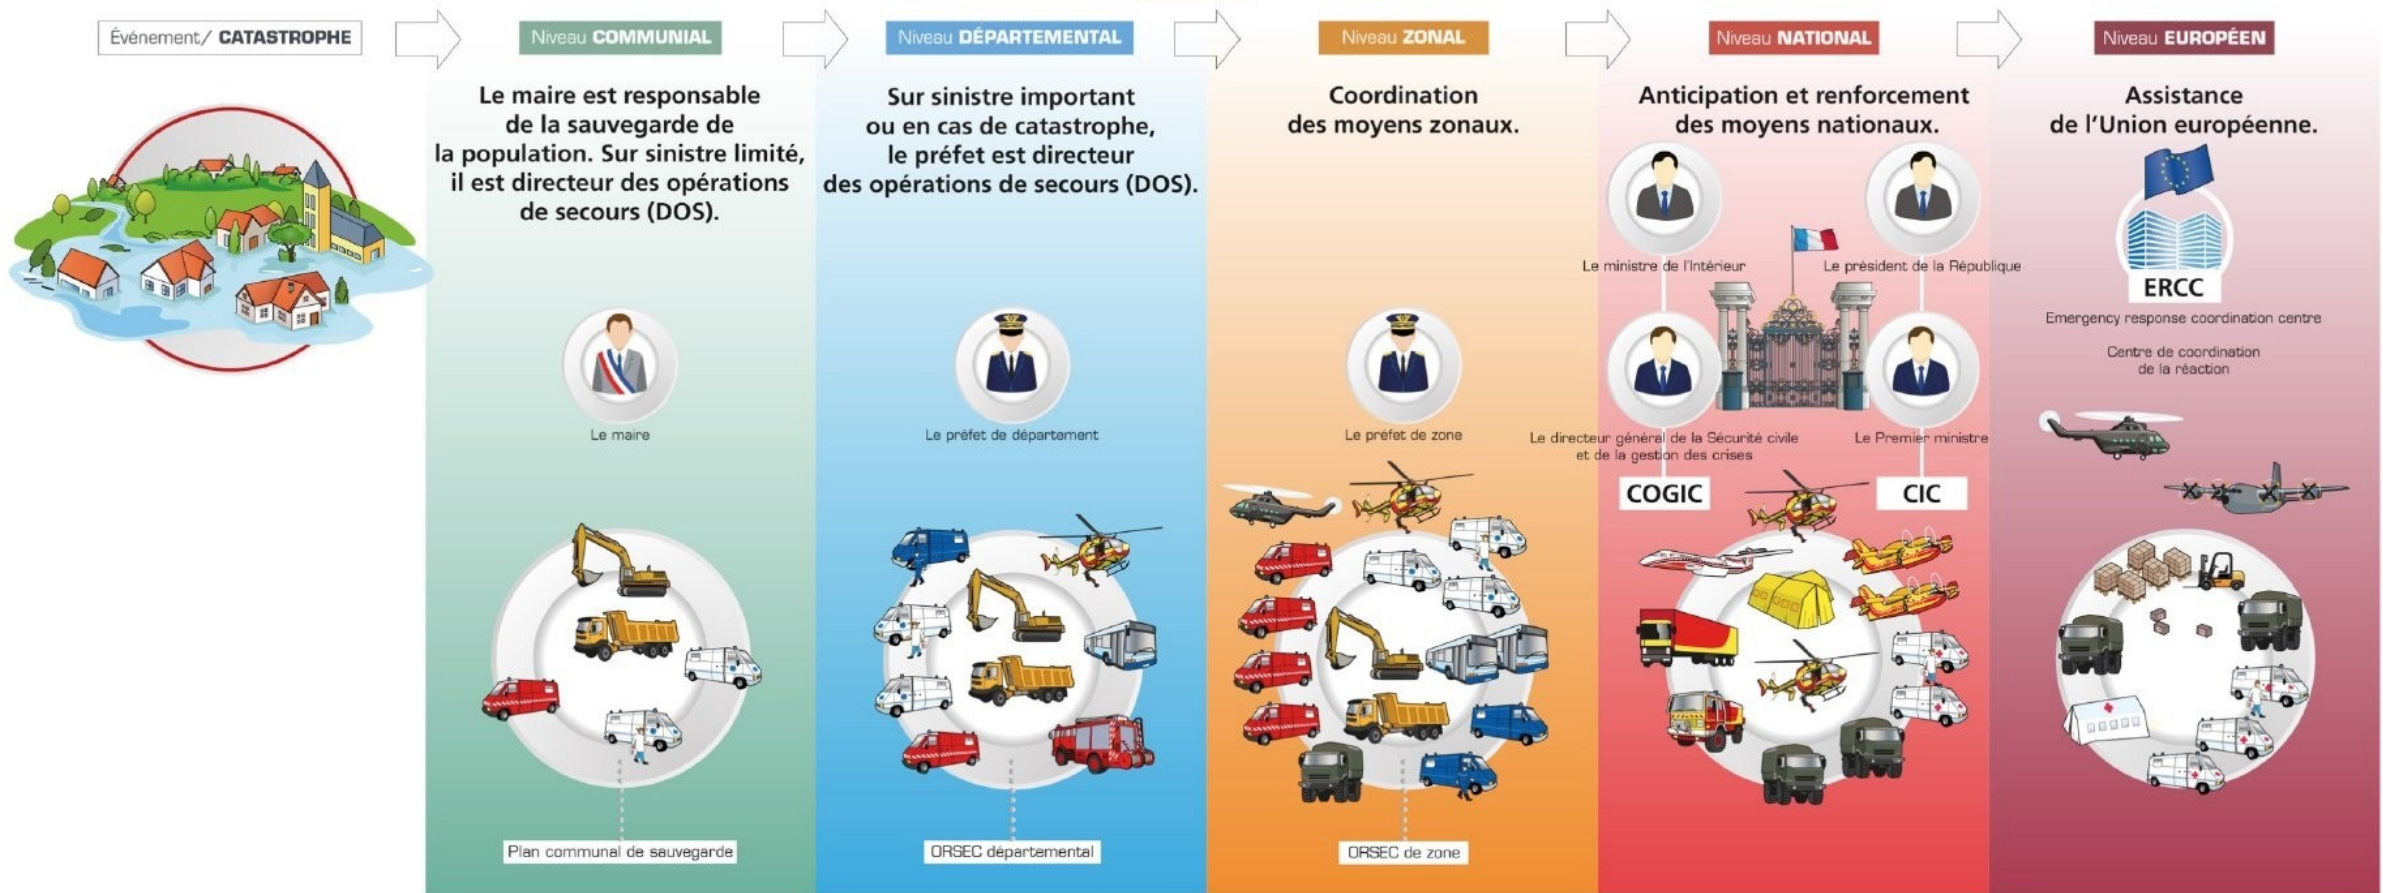 Événement/ CATASTROPHE
Niveau COMMUNIAL
Le maire est responsable
de la sauvegarde de
la population. Sur sinistre limité,
il est directeur des opérations
de secours (DOS).
Le maire
Plan communal de sauvegarde
Niveau DÉPARTEMENTAL
Sur sinistre important
ou en cas de catastrophe,
le préfet est directeur
des opérations de secours (DOS).
Le préfet de département
ORSEC départemental
Niveau ZONAL
Coordination
des moyens zonaux.
Le préfet de zone
ORSEC de zone
Niveau NATIONAL
Anticipation et renforcement
des moyens nationaux.
Le ministre de l'Intérieur
Le président de la République
Le directeur général de la Sécurité civile
et de la gestion des crises
Le Premier ministre
COGIC
CIC
Niveau EUROPÉEN
Assistance
de l'Union européenne.
ERCC
Emergency response coordination centre
Centre de coordination
de la réaction